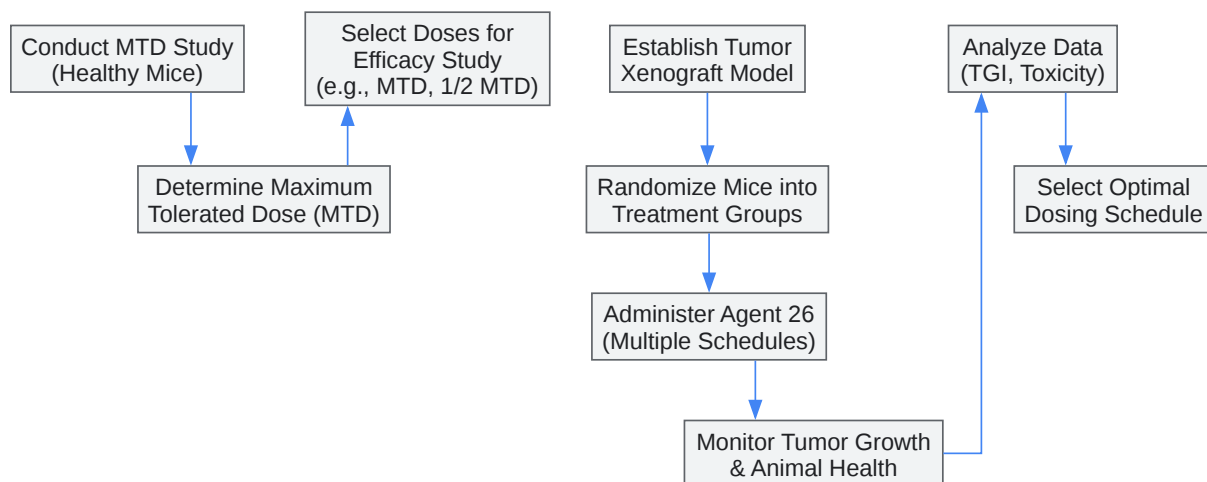 Conduct MTD Study
(Healthy Mice)
Determine Maximum
Tolerated Dose (MTD)
Select Doses for
Efficacy Study
(e.g., MTD, 1/2 MTD)
Establish Tumor
Xenograft Model
Randomize Mice into
Treatment Groups
Administer Agent 26
(Multiple Schedules)
Monitor Tumor Growth
& Animal Health
Analyze Data
(TGI, Toxicity)
Select Optimal
Dosing Schedule